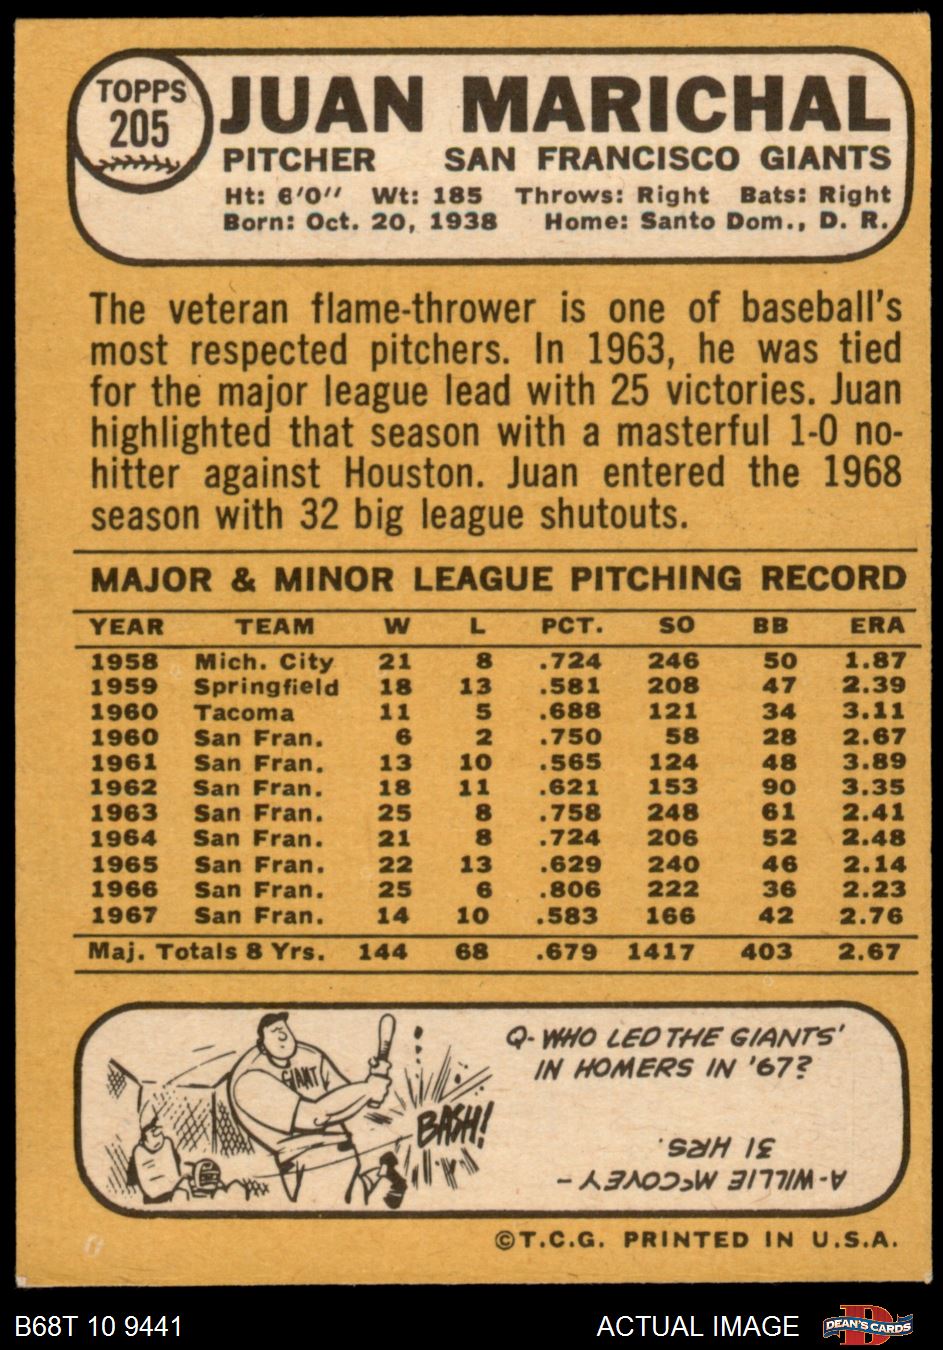 TOPPS
205
JUAN MARICHAL
PITCHER SAN FRANCISCO GIANTS
Ht: 6'0'' Wt: 185 Throws: Right Bats: Right
Born: Oct. 20, 1938 Home: Santo Dom., D. R.
The veteran flame-thrower is one of baseball's
most respected pitchers. In 1963, he was tied
for the major league lead with 25 victories. Juan
highlighted that season with a masterful 1-0 no-
hitter against Houston. Juan entered the 1968
season with 32 big league shutouts.
MAJOR & MINOR LEAGUE PITCHING RECORD
YEAR TEAM W L PCT. SO BB ERA
1958 Mich. City 21 8 .724 246 50 1.87
1959 Springfield 18 13 .581 208 47 2.39
1960 Tacoma 11 5 .688 121 34 3.11
1960 San Fran. 6 2 .750 58 28 2.67
1961 San Fran. 13 10 .565 124 48 3.89
1962 San Fran. 18 11 .621 153 90 3.35
1963 San Fran. 25 8 .758 248 61 2.41
1964 San Fran. 21 8 .724 206 52 2.48
1965 San Fran. 22 13 .629 240 46 2.14
1966 San Fran. 25 6 .806 222 36 2.23
1967 San Fran. 14 10 .583 166 42 2.76
Maj. Totals 8 Yrs. 144 68 .679 1417 403 2.67
GIANT
BASH!
Q-WHO LED THE GIANTS'
IN HOMERS IN '67?
A-WILLIE McCOVEY-
31 HRS.
©T.C.G. PRINTED IN U.S.A.
B68T 10 9441
ACTUAL IMAGE
D
DEAN'S CARDS